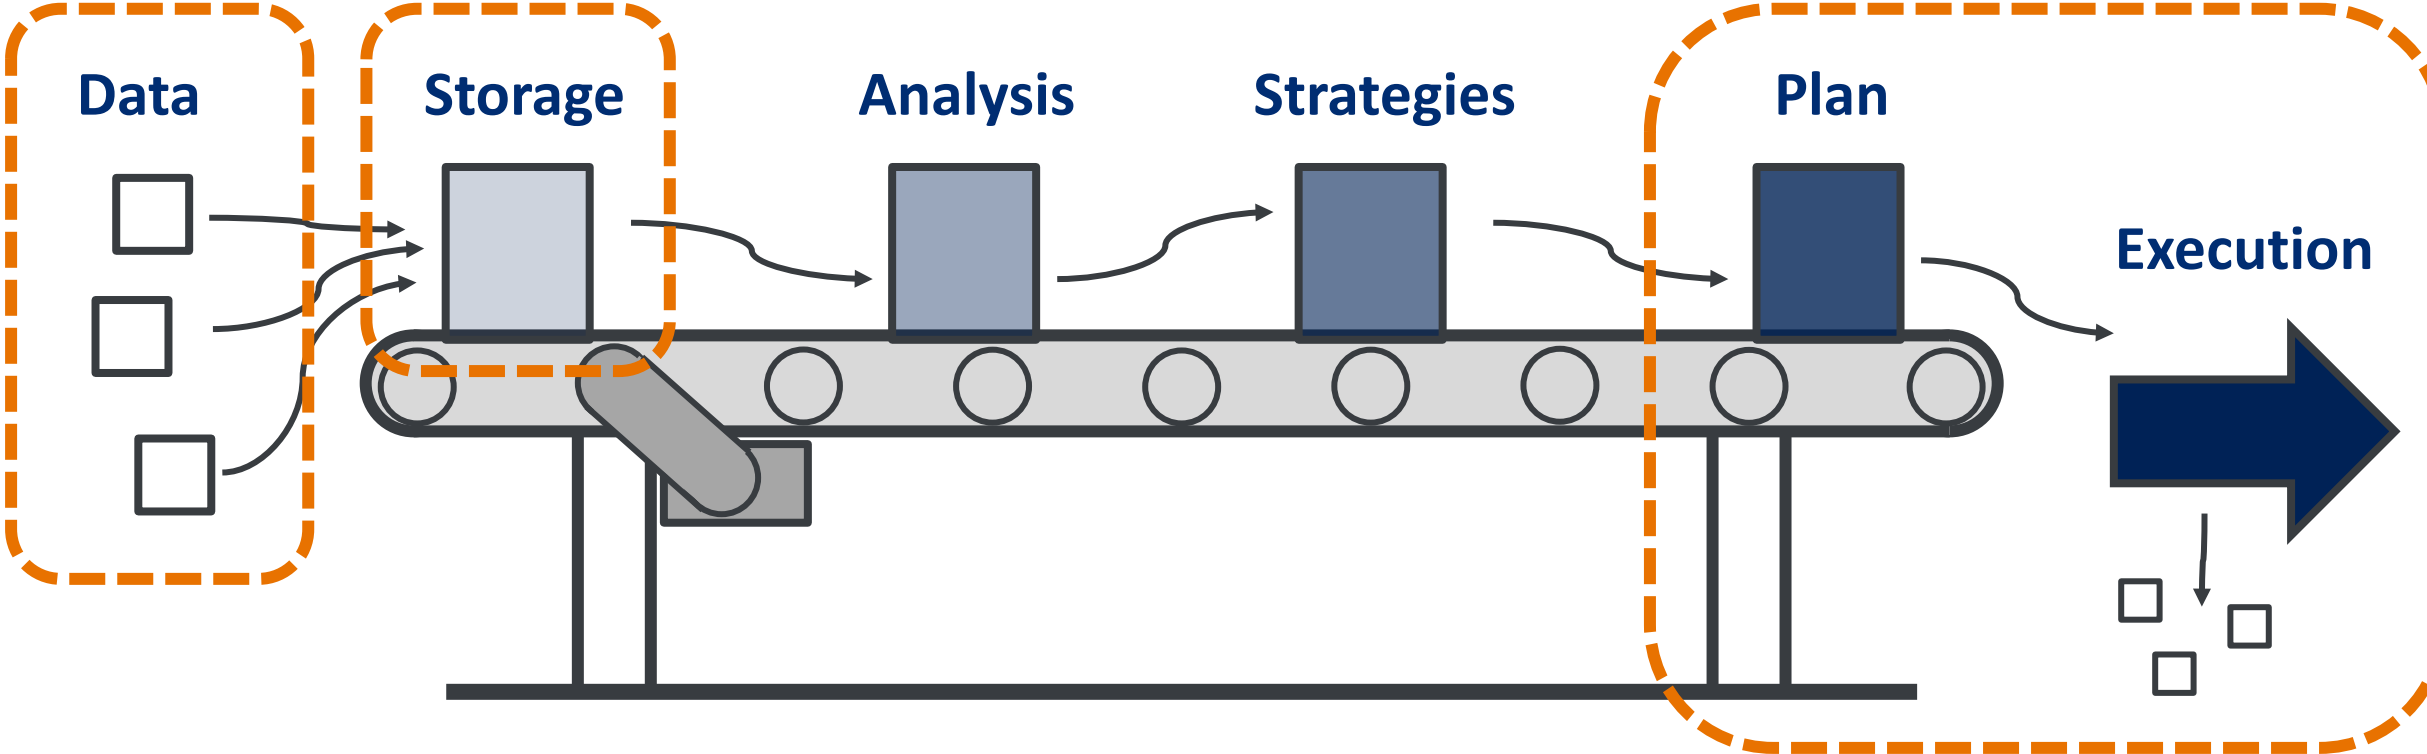 Data
Storage
Analysis
Strategies
Plan
Execution